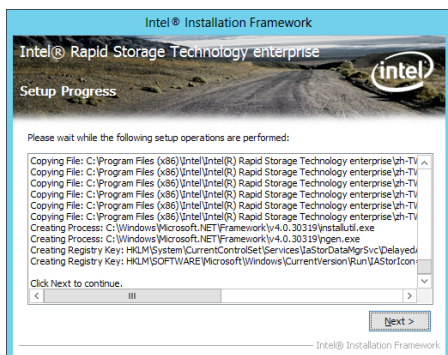 Intel® Installation Framework
Intel® Rapid Storage Technology enterprise
Setup Progress
(intel)
Please wait while the following setup operations are performed:
Copying File: C:\Program Files (x86)\Intel\Intel(R) Rapid Storage Technology enterprise\zh-TV
Copying File: C:\Program Files (x86)\Intel\Intel(R) Rapid Storage Technology enterprise\zh-TV
Copying File: C:\Program Files (x86)\Intel\Intel(R) Rapid Storage Technology enterprise\zh-TV
Copying File: C:\Program Files (x86)\Intel\Intel(R) Rapid Storage Technology enterprise\zh-TV
Copying File: C:\Program Files (x86)\Intel\Intel(R) Rapid Storage Technology enterprise\zh-TV
Copying File: C:\Program Files (x86)\Intel\Intel(R) Rapid Storage Technology enterprise\zh-TV
Creating Process: C:\Windows\Microsoft.NET\Framework\v4.0.30319\installutil.exe
Creating Process: C:\Windows\Microsoft.NET\Framework\v4.0.30319\ngen.exe
Creating Registry Key: HKLM\System\CurrentControlSet\Services\IAStorDataMgrSvc\DelayedA
Creating Registry Key: HKLM\SOFTWARE\Microsoft\Windows\CurrentVersion\Run\IAStorIcon=
Click Next to continue.
Next >
Intel® Installation Framework